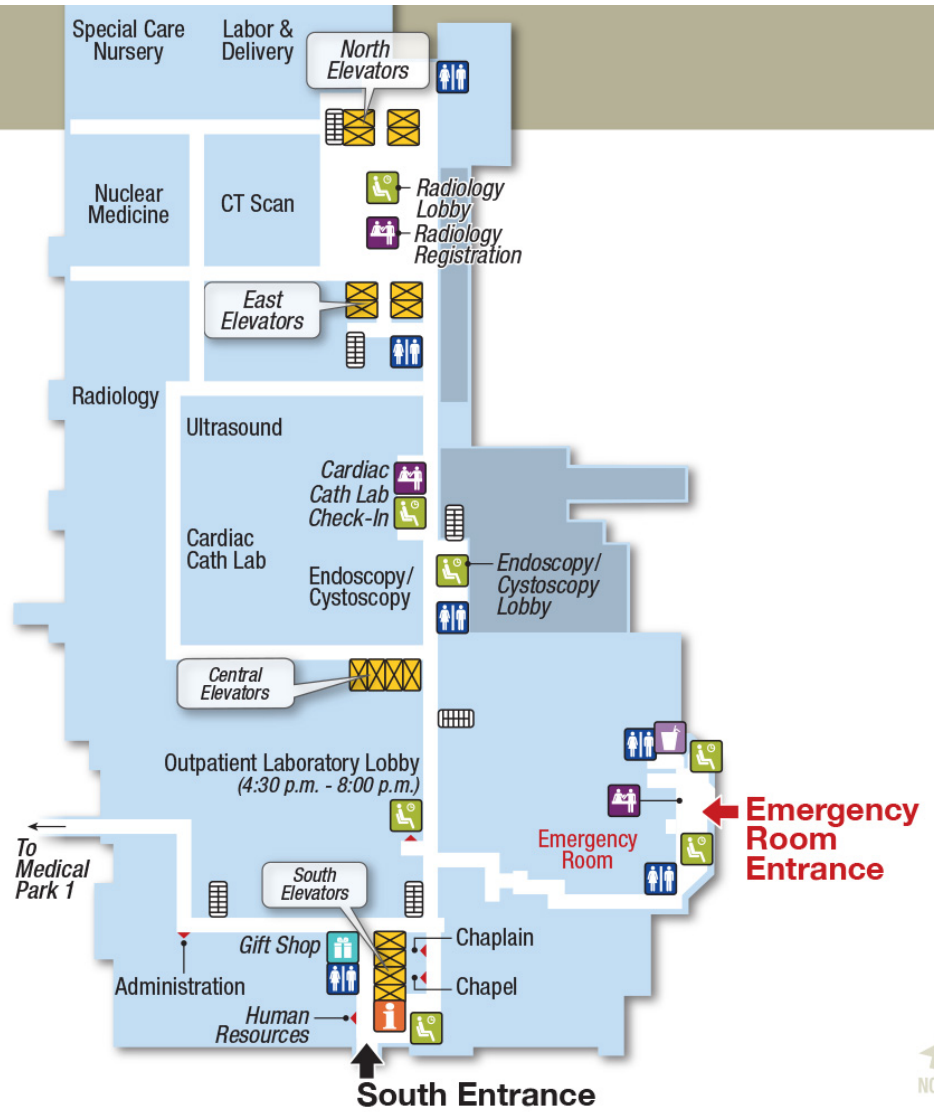 Special Care
Nursery
Labor &
Delivery
North
Elevators
Nuclear
Medicine
CT Scan
Radiology
Lobby
Radiology
Registration
East
Elevators
Radiology
Ultrasound
Cardiac
Cath Lab
Check-In
Cardiac
Cath Lab
Endoscopy/
Cystoscopy
Endoscopy/
Cystoscopy
Lobby
Central
Elevators
Outpatient Laboratory Lobby
(4:30 p.m. - 8:00 p.m.)
Emergency
Room
Emergency
Room
Entrance
To
Medical
Park 1
South
Elevators
Gift Shop
Chaplain
Administration
Chapel
Human
Resources
i
South Entrance